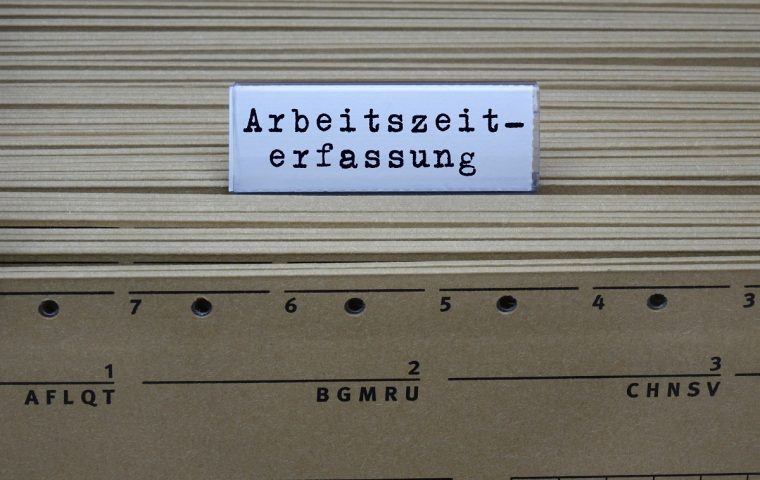 Arbeitszeit-
erfassung
7 6 5 4 3
1 2 3
AFLQT BGMRU CHNSV